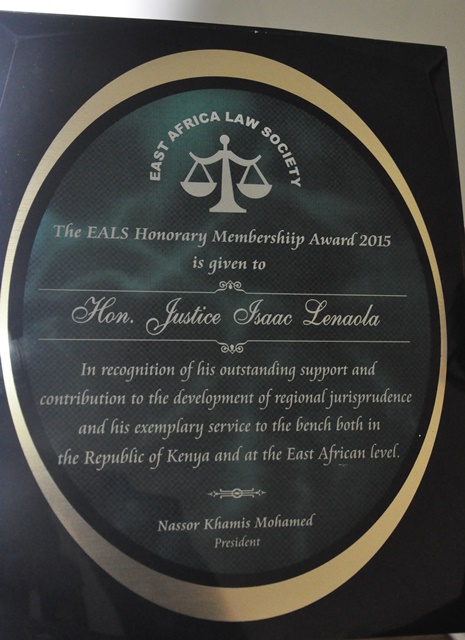 EAST AFRICA LAW SOCIETY
The EALS Honorary Membershiip Award 2015
is given to
Hon. Justice Isaac Lenaola
In recognition of his outstanding support and
contribution to the development of regional jurisprudence
and his exemplary service to the bench both in
the Republic of Kenya and at the East African level.
Nassor Khamis Mohamed
President